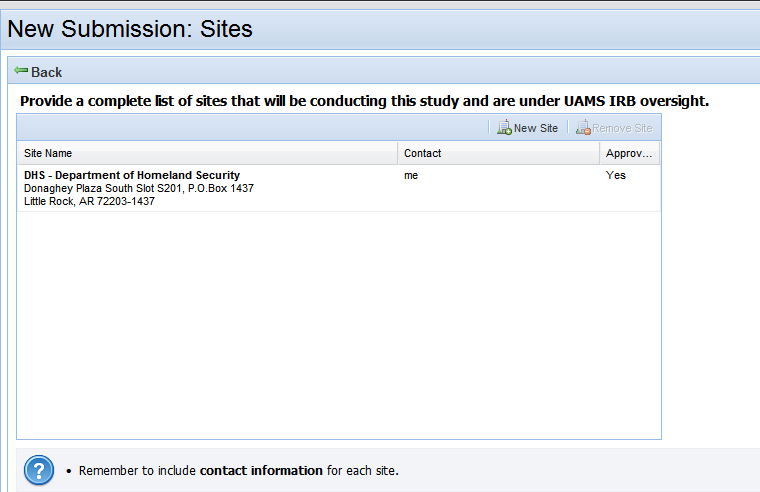 New Submission: Sites
Back
Provide a complete list of sites that will be conducting this study and are under UAMS IRB oversight.
New Site Remove Site
Site Name Contact Approv...
DHS - Department of Homeland Security me Yes
Donaghey Plaza South Slot S201, P.O.Box 1437
Little Rock, AR 72203-1437
? • Remember to include contact information for each site.